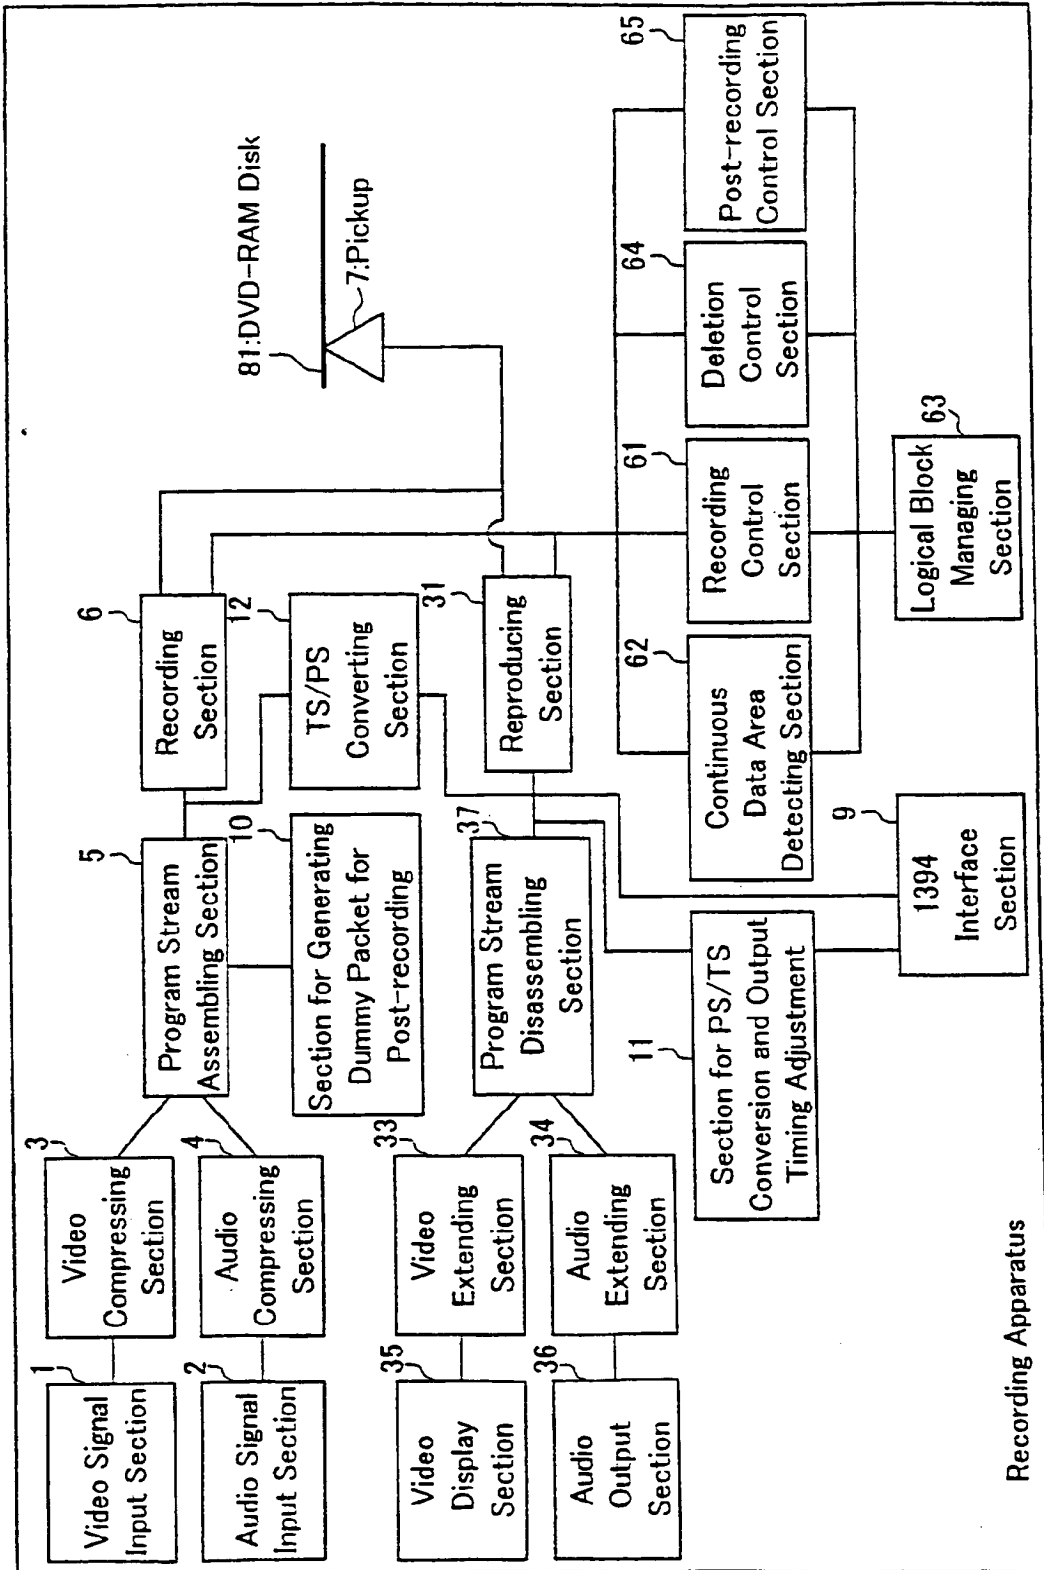 1
Video Signal
Input Section
3
Video
Compressing
Section
2
Audio Signal
Input Section
4
Audio
Compressing
Section
5
Program Stream
Assembling Section
6
Recording
Section
10
Section for Generating
Dummy Packet for
Post-recording
12
TS/PS
Converting
Section
81:DVD-RAM Disk
7:Pickup
35
Video
Display
Section
33
Video
Extending
Section
36
Audio
Output
Section
34
Audio
Extending
Section
37
Program Stream
Disassembling
Section
31
Reproducing
Section
11
Section for PS/TS
Conversion and Output
Timing Adjustment
62
Continuous
Data Area
Detecting Section
61
Recording
Control
Section
64
Deletion
Control
Section
65
Post-recording
Control Section
9
1394
Interface
Section
63
Logical Block
Managing
Section
Recording Apparatus